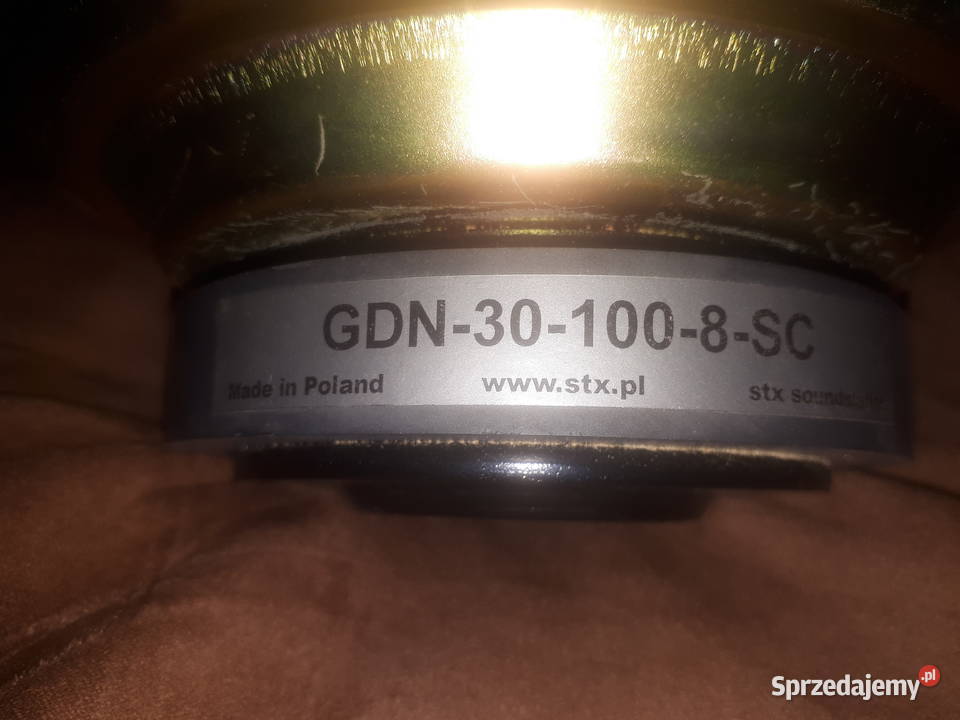 GDN-30-100-8-SC
Made in Poland www.stx.pl stx
Sprzedajemy.pl